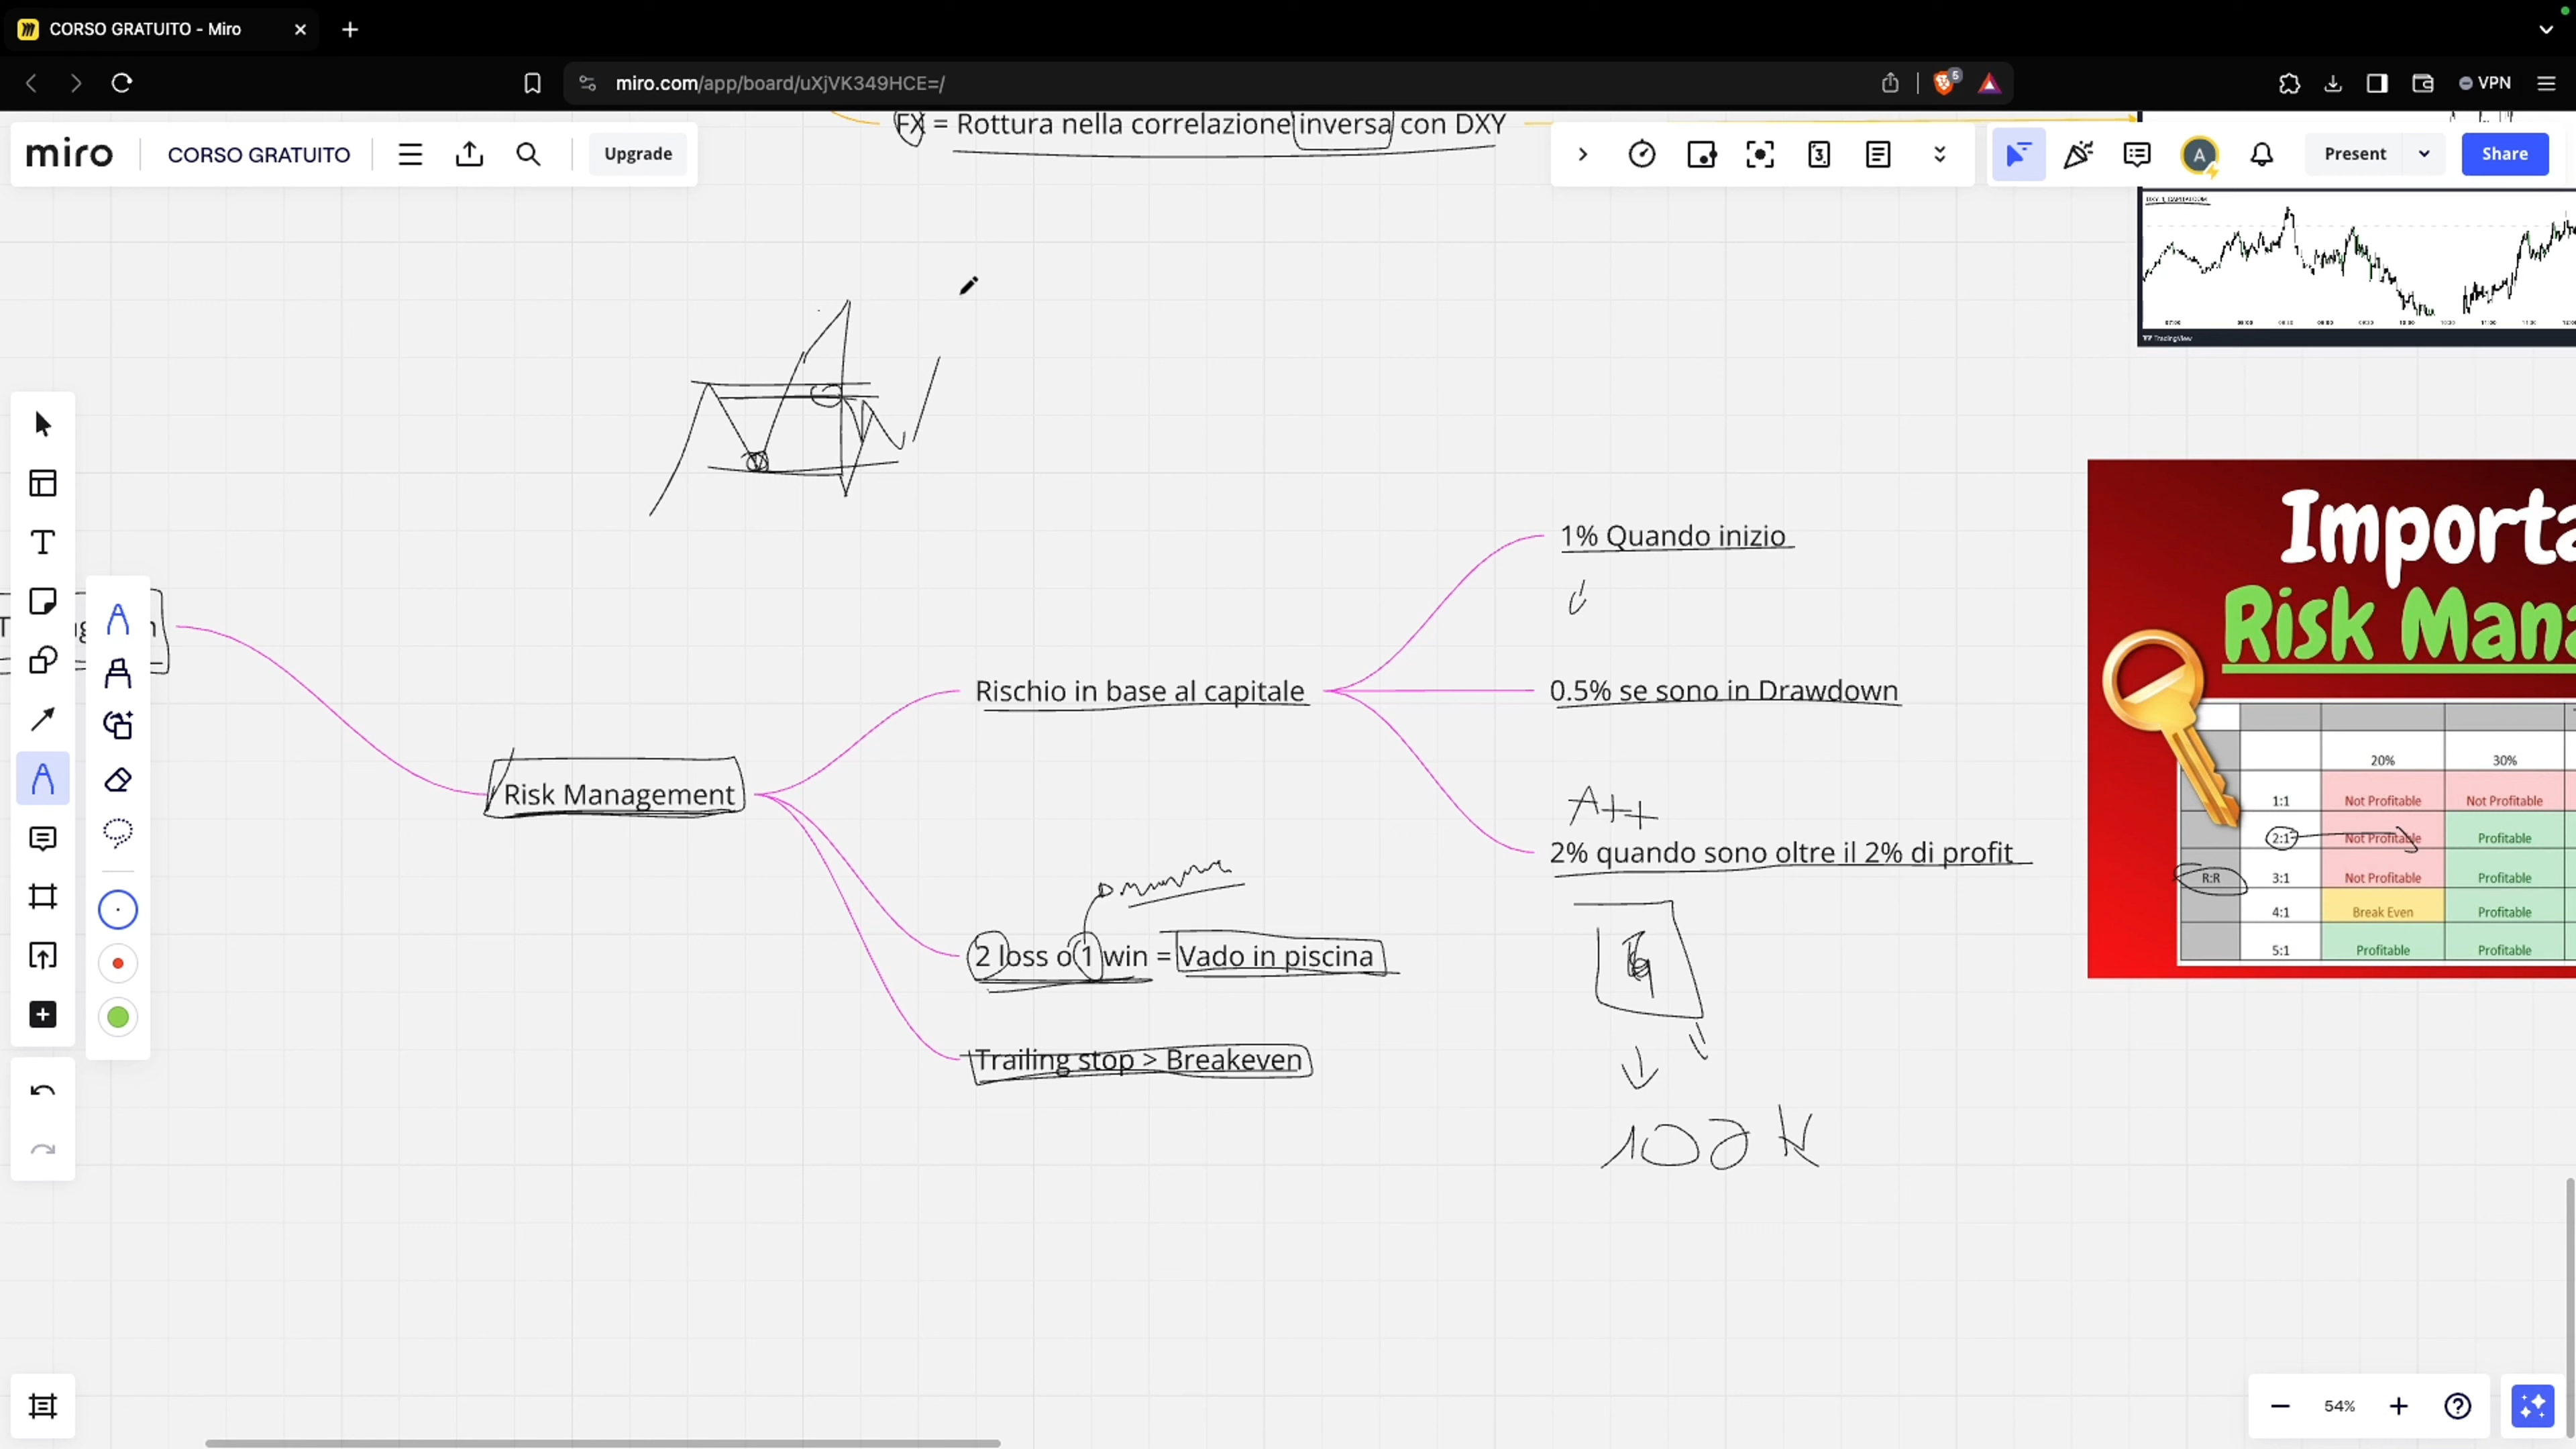 CORSO GRATUITO - Miro
miro.com/app/board/uXjVK349HCE=/
5
VPN
FX = Rottura nella correlazione inversa con DXY
miro
CORSO GRATUITO
Upgrade
3
A
Present
Share
TradingView
1% Quando inizio
Rischio in base al capitale
0.5% se sono in Drawdown
Risk Management
A++
2% quando sono oltre il 2% di profit
2 loss o 1 win = Vado in piscina
Trailing stop > Breakeven
102 K
Importa
Risk Mana
20%
30%
1:1
Not Profitable
Not Profitable
2:1
Not Profitable
Profitable
R:R
3:1
Not Profitable
Profitable
4:1
Break Even
Profitable
5:1
Profitable
Profitable
54%